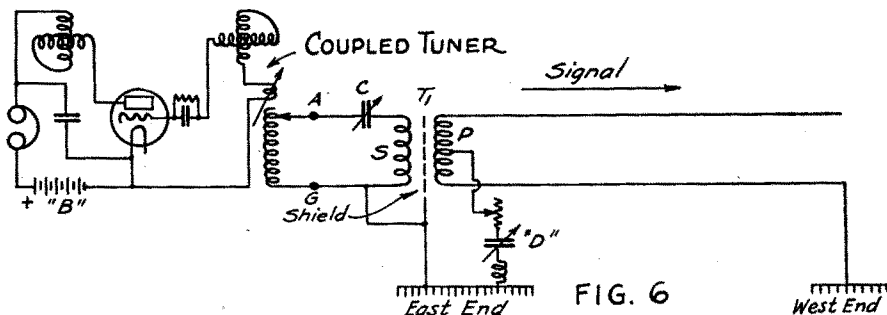 COUPLED TUNER
Signal
A
C
T1
S
P
+
"B"
G
Shield
"D"
East End
FIG. 6
West End